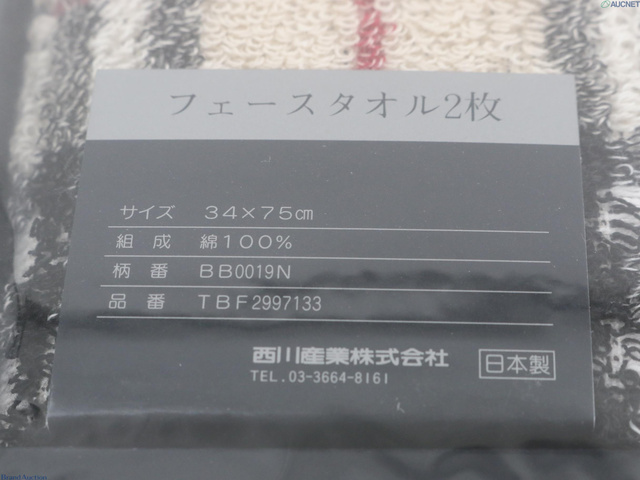 AUCNET
フェースタオル2枚
サイズ 34×75㎝
組成 綿100%
柄番 BB0019N
品番 TBF2997133
西川産業株式会社
日本製
TEL.03-3664-8161
Brand Auction